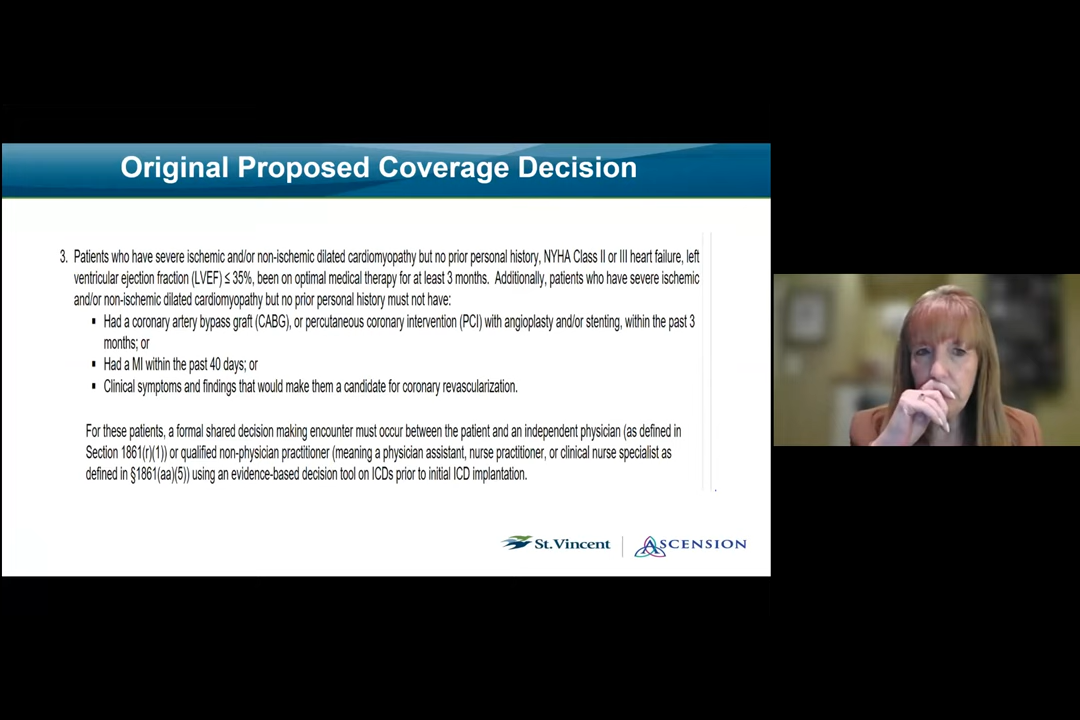 Original Proposed Coverage Decision
3. Patients who have severe ischemic and/or non-ischemic dilated cardiomyopathy but no prior personal history, NYHA Class II or III heart failure, left
ventricular ejection fraction (LVEF) ≤ 35%, been on optimal medical therapy for at least 3 months. Additionally, patients who have severe ischemic
and/or non-ischemic dilated cardiomyopathy but no prior personal history must not have:
▪ Had a coronary artery bypass graft (CABG), or percutaneous coronary intervention (PCI) with angioplasty and/or stenting, within the past 3
months; or
▪ Had a MI within the past 40 days; or
▪ Clinical symptoms and findings that would make them a candidate for coronary revascularization.
For these patients, a formal shared decision making encounter must occur between the patient and an independent physician (as defined in
Section 1861(r)(1)) or qualified non-physician practitioner (meaning a physician assistant, nurse practitioner, or clinical nurse specialist as
defined in §1861(aa)(5)) using an evidence-based decision tool on ICDs prior to initial ICD implantation.
St.Vincent
ASCENSION